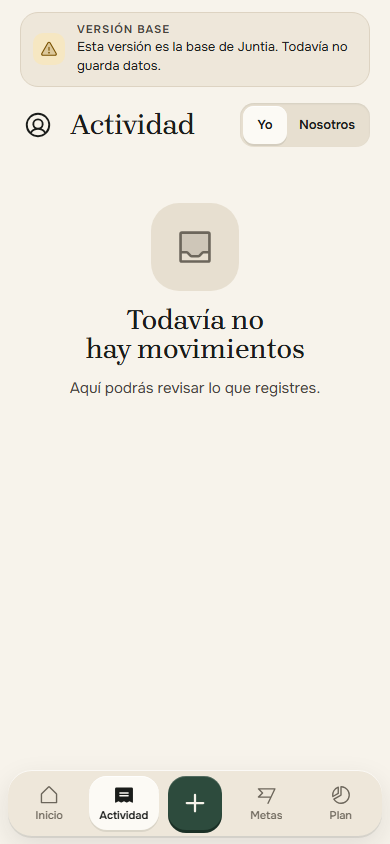 VERSIÓN BASE
Esta versión es la base de Juntia. Todavía no
guarda datos.
Actividad
Yo
Nosotros
Todavía no
hay movimientos
Aquí podrás revisar lo que registres.
Inicio
Actividad
Metas
Plan